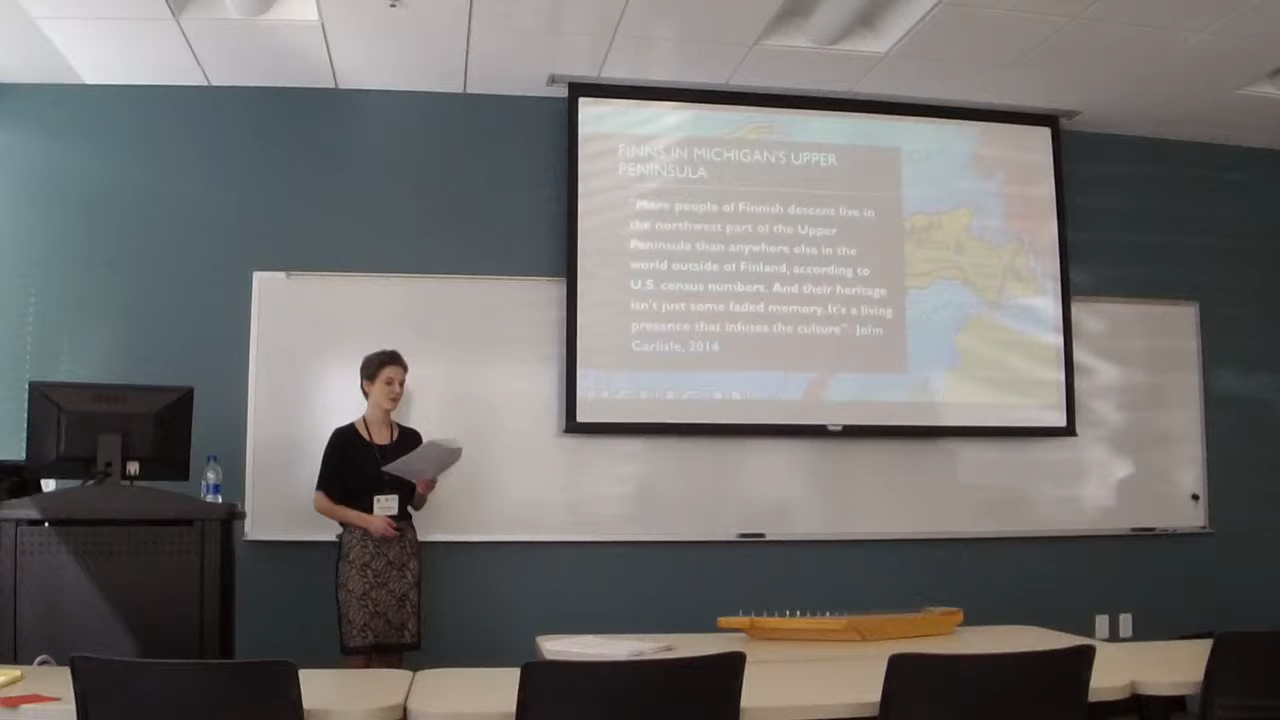 FINNS IN MICHIGAN'S UPPER
PENINSULA
"More people of Finnish descent live in
the northwest part of the Upper
Peninsula than anywhere else in the
world outside of Finland, according to
U.S. census numbers. And their heritage
isn't just some faded memory. It's a living
presence that infuses the culture". John
Carlisle, 2014